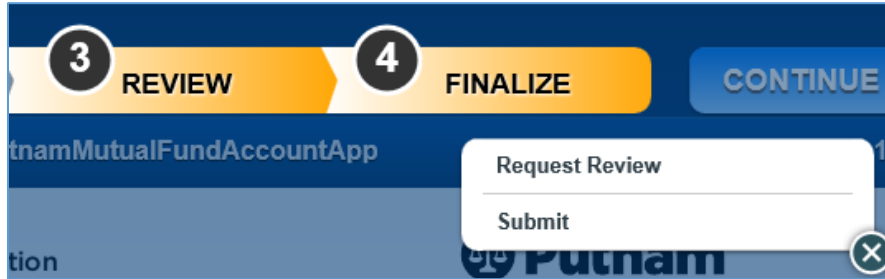 3 REVIEW 4 FINALIZE CONTINUE
tnamMutualFundAccountApp
Request Review
Submit
tion
Putnam